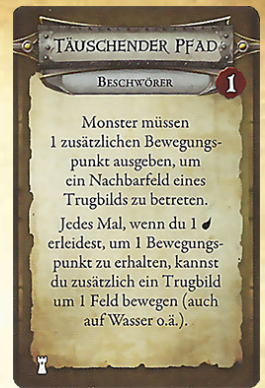 Täuschender Pfad
Beschwörer
1
Monster müssen
1 zusätzlichen Bewegungs-
punkt ausgeben, um
ein Nachbarfeld eines
Trugbilds zu betreten.
Jedes Mal, wenn du 1
erleidest, um 1 Bewegungs-
punkt zu erhalten, kannst
du zusätzlich ein Trugbild
um 1 Feld bewegen (auch
auf Wasser o.ä.).